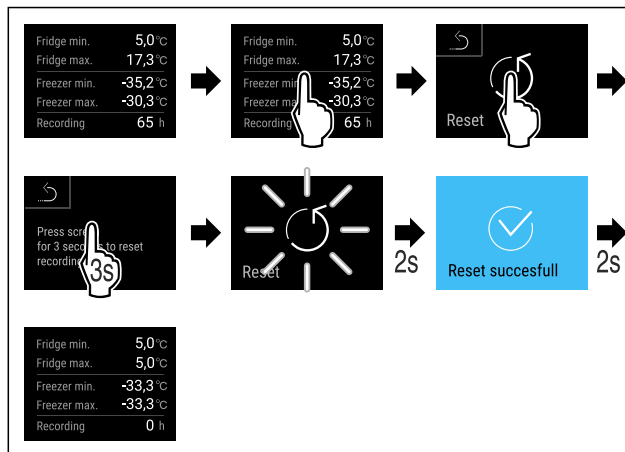 Fridge min. 5,0°C
Fridge max. 17,3°C
Freezer min. -35,2°C
Freezer max. -30,3°C
Recording 65 h
Fridge min. 5,0°C
Fridge max. 17,3°C
Freezer min. -35,2°C
Freezer -30,3°C
Recording 65 h
Reset
Press
for 3 to reset
3s
Reset
2s
Reset succesfull
2s
Fridge min. 5,0°C
Fridge max. 5,0°C
Freezer min. -33,3°C
Freezer max. -33,3°C
Recording 0 h